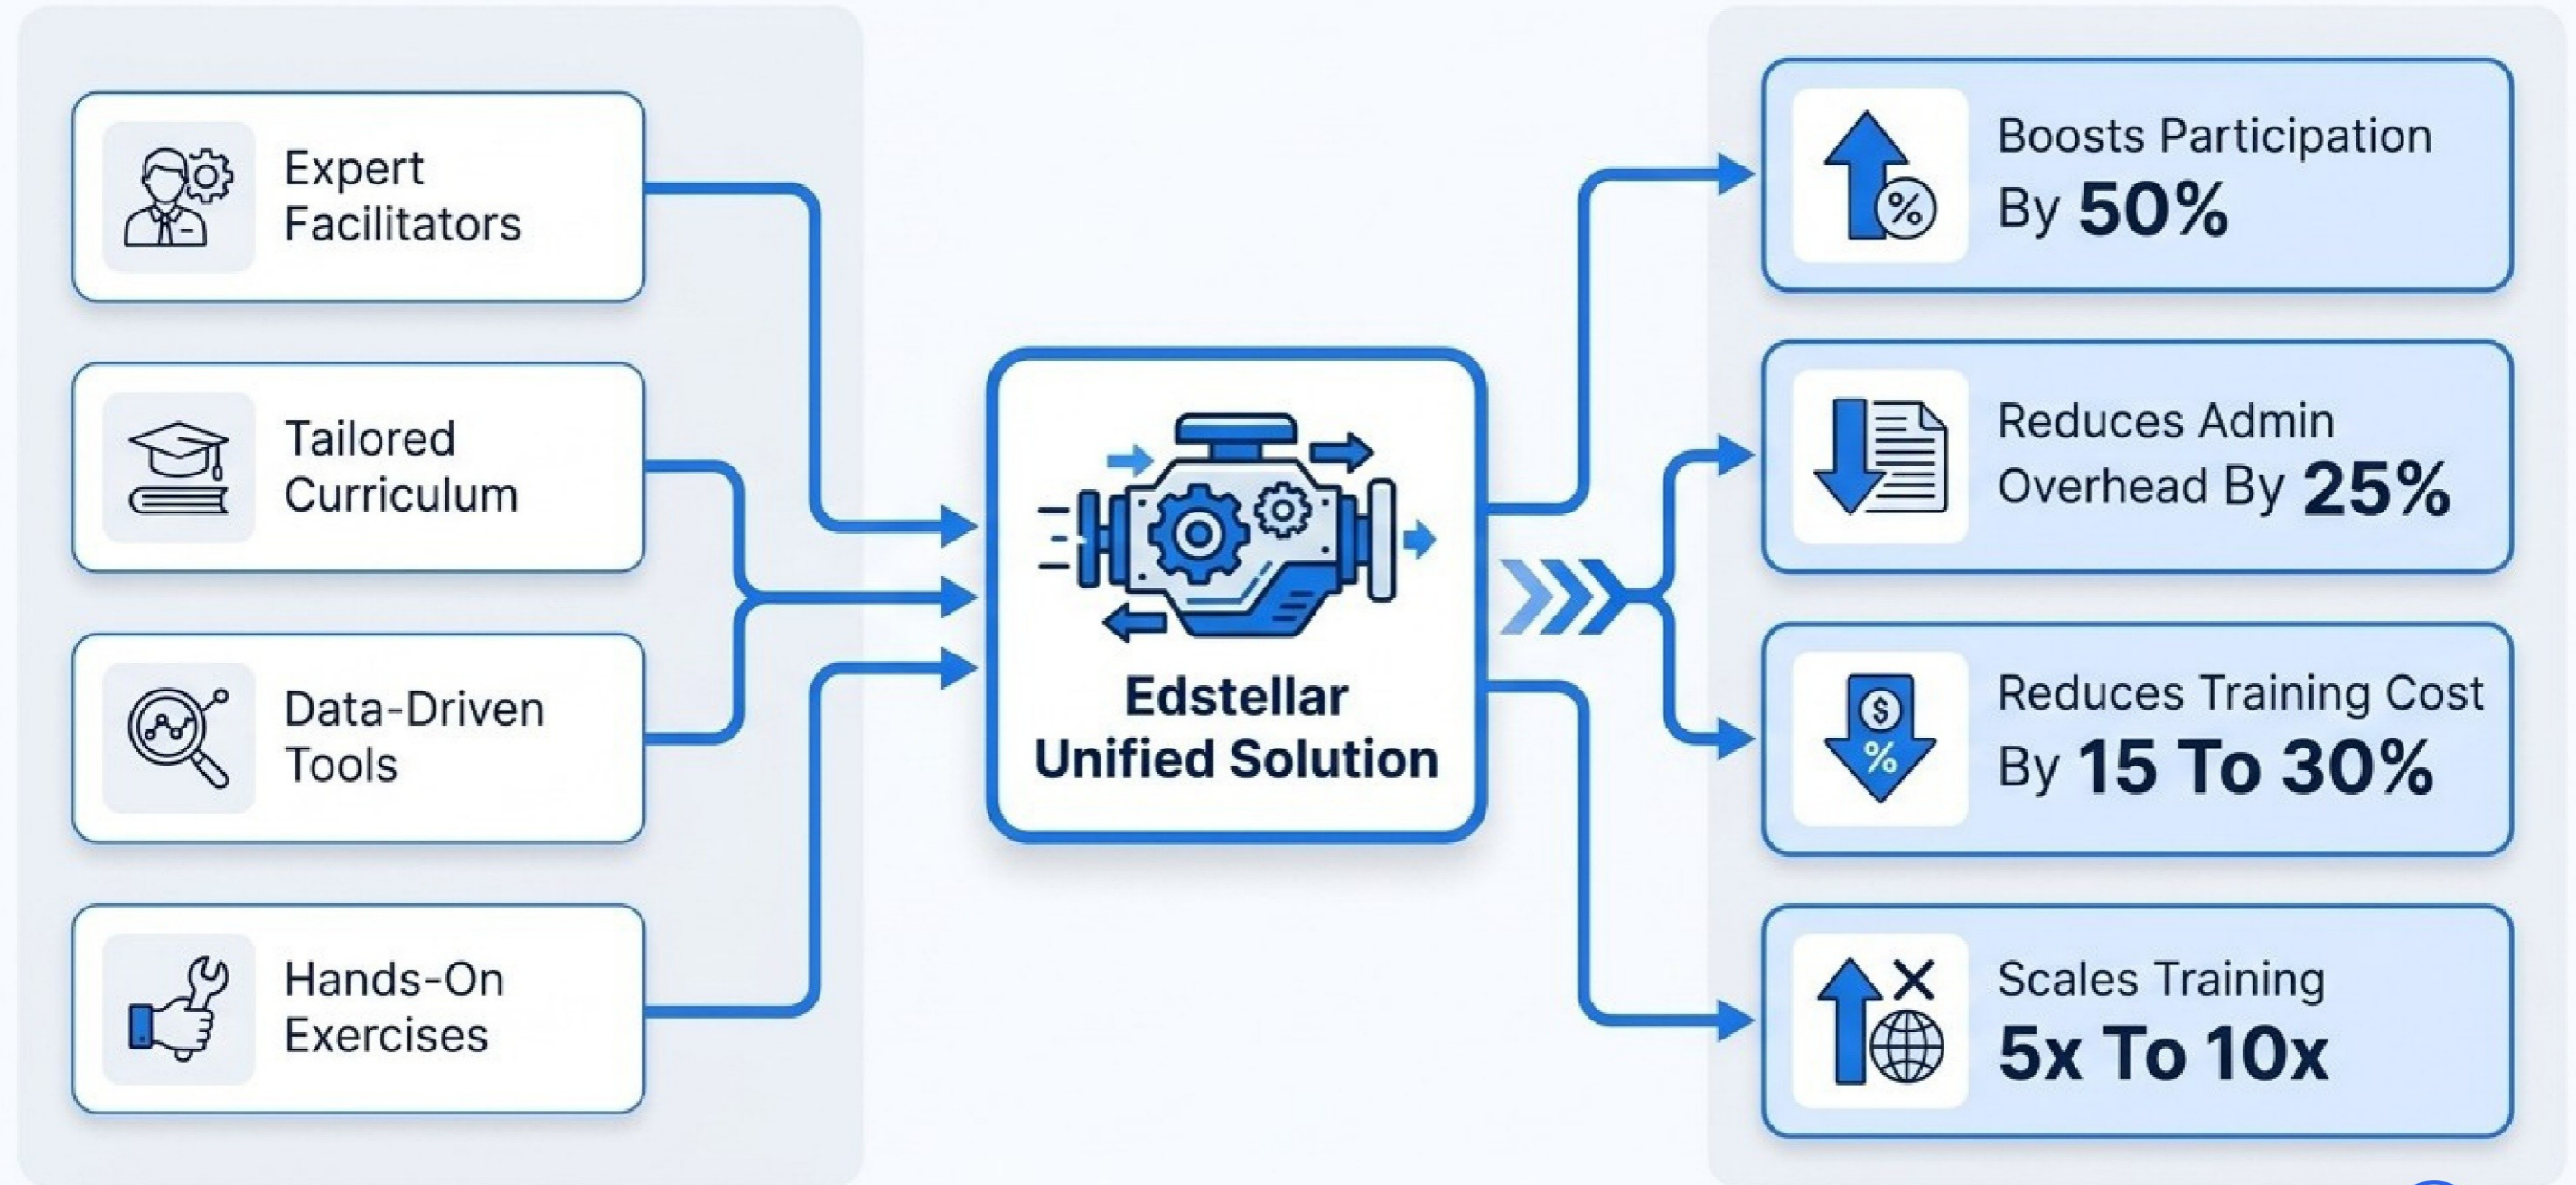 Expert
Facilitators
Tailored
Curriculum
Data-Driven
Tools
Hands-On
Exercises
Edstellar
Unified Solution
Boosts Participation
By 50%
%
Reduces Admin
Overhead By 25%
Reduces Training Cost
By 15 To 30%
$
%
Scales Training
5x To 10x